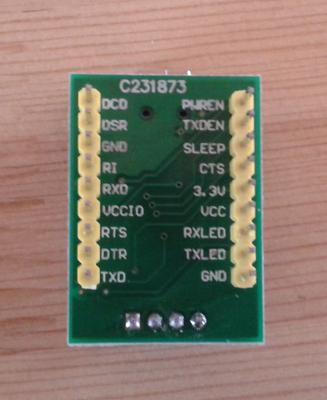 C231873
DCD PWREN
DSR TXDEN
GND SLEEP
RI CTS
RXD 3.3V
VCCIO VCC
RTS RXLED
DTR TXLED
TXD GND